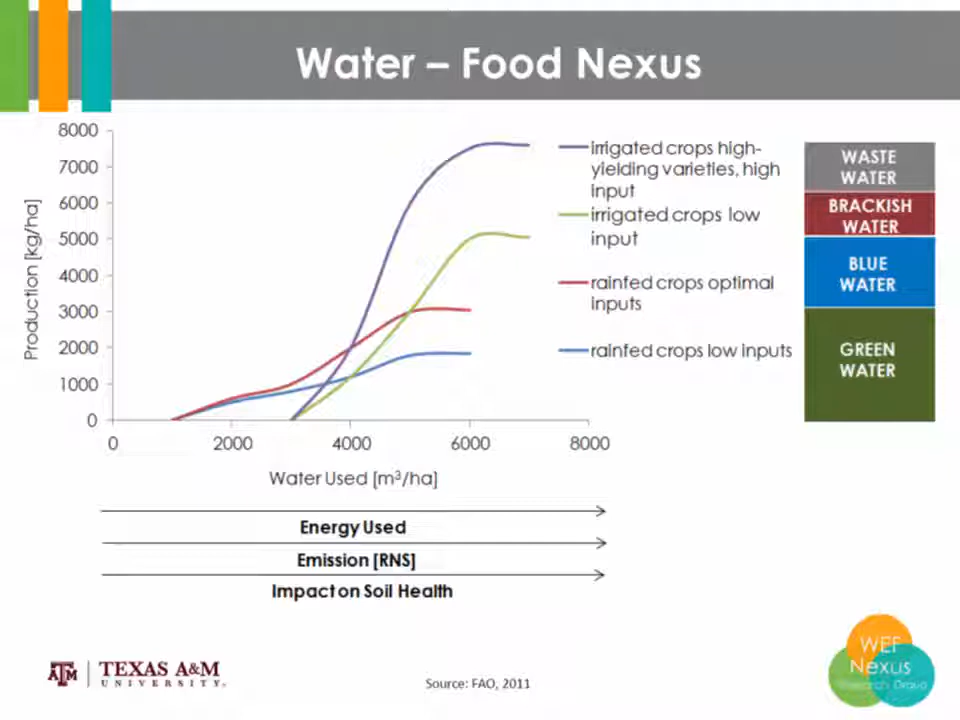 Water – Food Nexus
8000
7000
6000
5000
4000
3000
2000
1000
0
Production [kg/ha]
0
2000
4000
6000
8000
Water Used [m³/ha]
irrigated crops high-
yielding varieties, high
input
irrigated crops low
input
rainfed crops optimal
inputs
rainfed crops low inputs
WASTE
WATER
BRACKISH
WATER
BLUE
WATER
GREEN
WATER
Energy Used
Emission [RNS]
Impact on Soil Health
ATM
TEXAS A&M
UNIVERSITY
Source: FAO, 2011
WEF
Nexus
Research Group